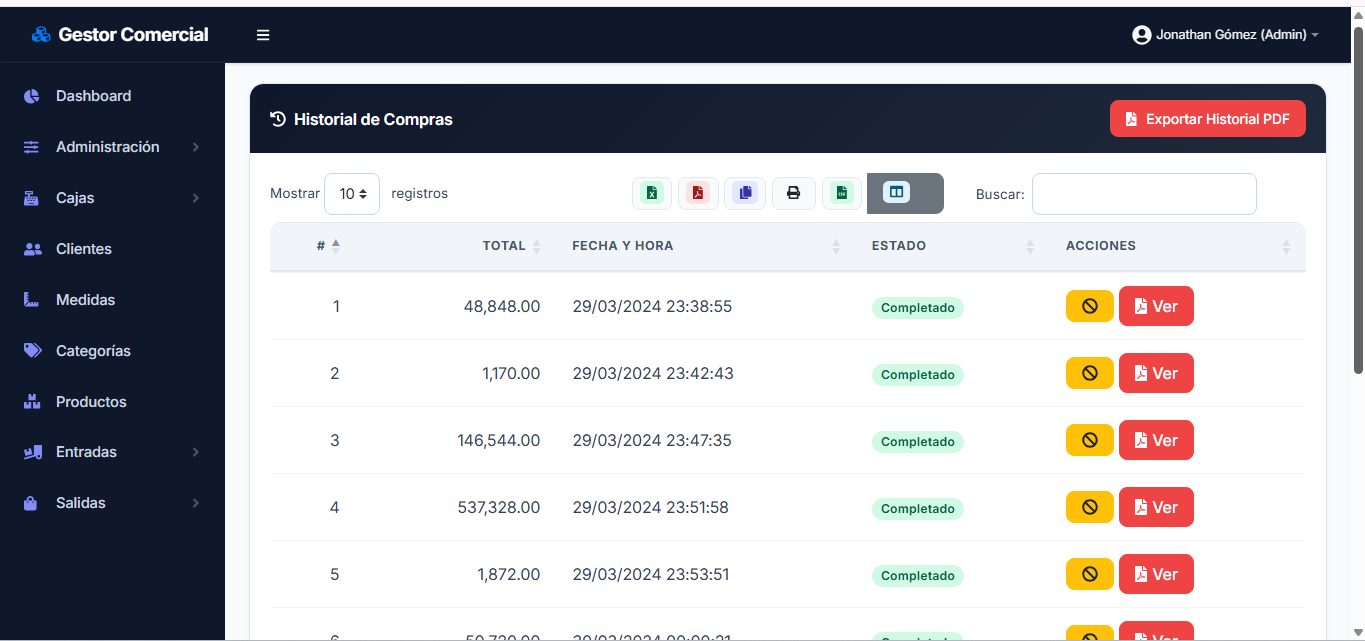 Gestor Comercial
Jonathan Gómez (Admin)
Dashboard
Administración
Cajas
Clientes
Medidas
Categorías
Productos
Entradas
Salidas
Historial de Compras
Exportar Historial PDF
Mostrar 10 registros
Buscar:
# TOTAL FECHA Y HORA ESTADO ACCIONES
1 48,848.00 29/03/2024 23:38:55 Completado Ver
2 1,170.00 29/03/2024 23:42:43 Completado Ver
3 146,544.00 29/03/2024 23:47:35 Completado Ver
4 537,328.00 29/03/2024 23:51:58 Completado Ver
5 1,872.00 29/03/2024 23:53:51 Completado Ver